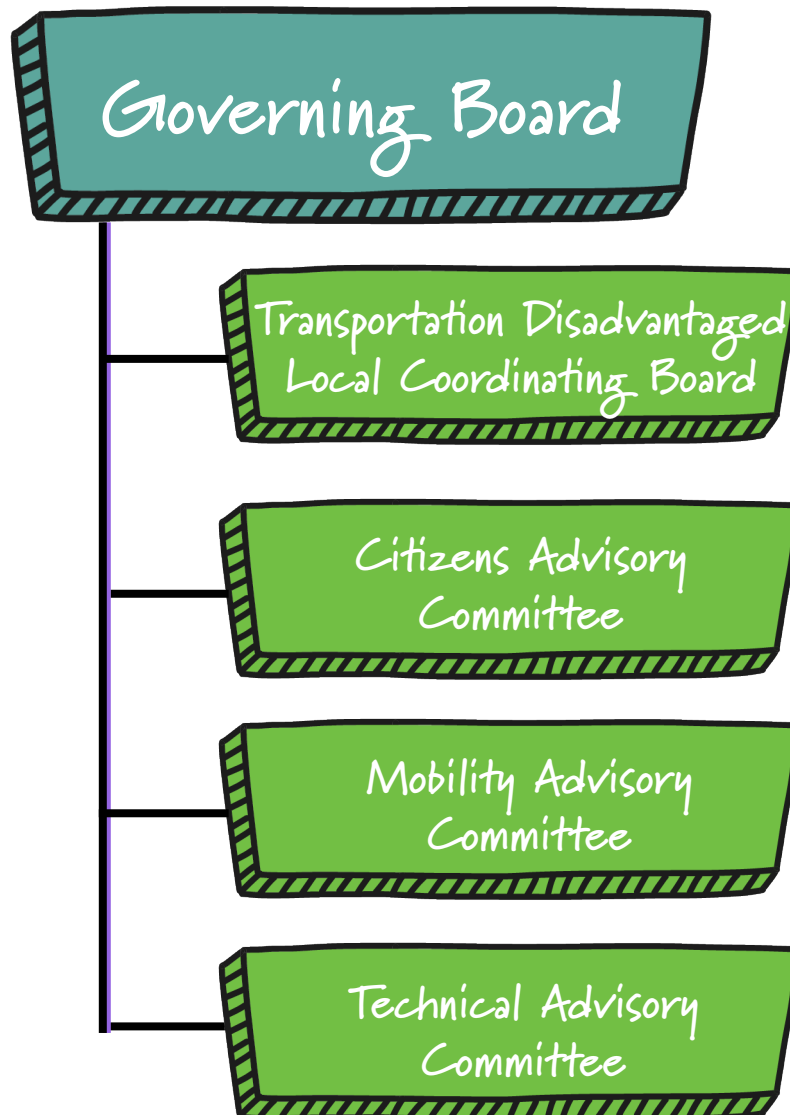 Governing Board
Transportation Disadvantaged
Local Coordinating Board
Citizens Advisory
Committee
Mobility Advisory
Committee
Technical Advisory
Committee